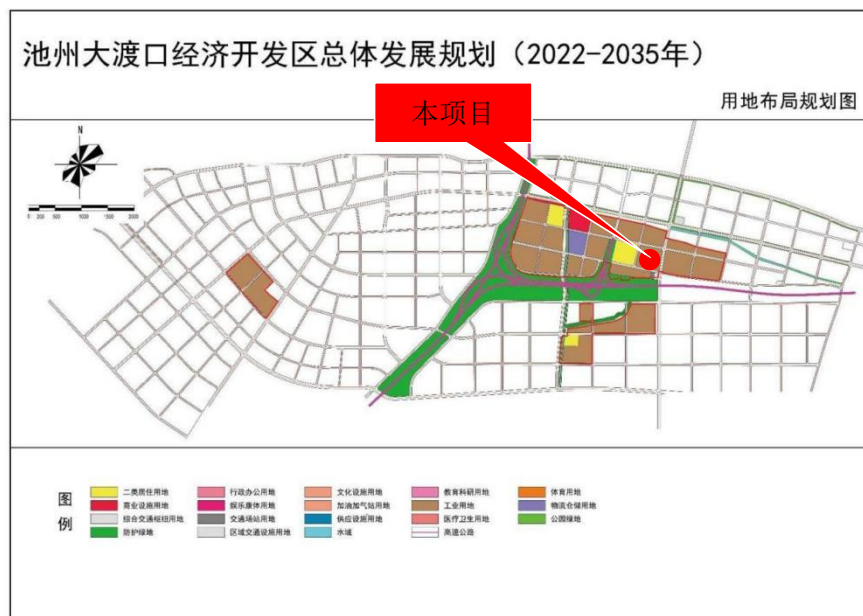 池州大渡口经济开发区总体发展规划（2022-2035年）
用地布局规划图
本项目
N
0 200 500 1000 1500 2000
图例
二类居住用地 行政办公用地 文化设施用地 教育科研用地 体育用地
商业设施用地 娱乐康体用地 加油加气站用地 工业用地 物流仓储用地
综合交通枢纽用地 交通场站用地 供应设施用地 医疗卫生用地 公园绿地
防护绿地 区域交通设施用地 水域 高速公路